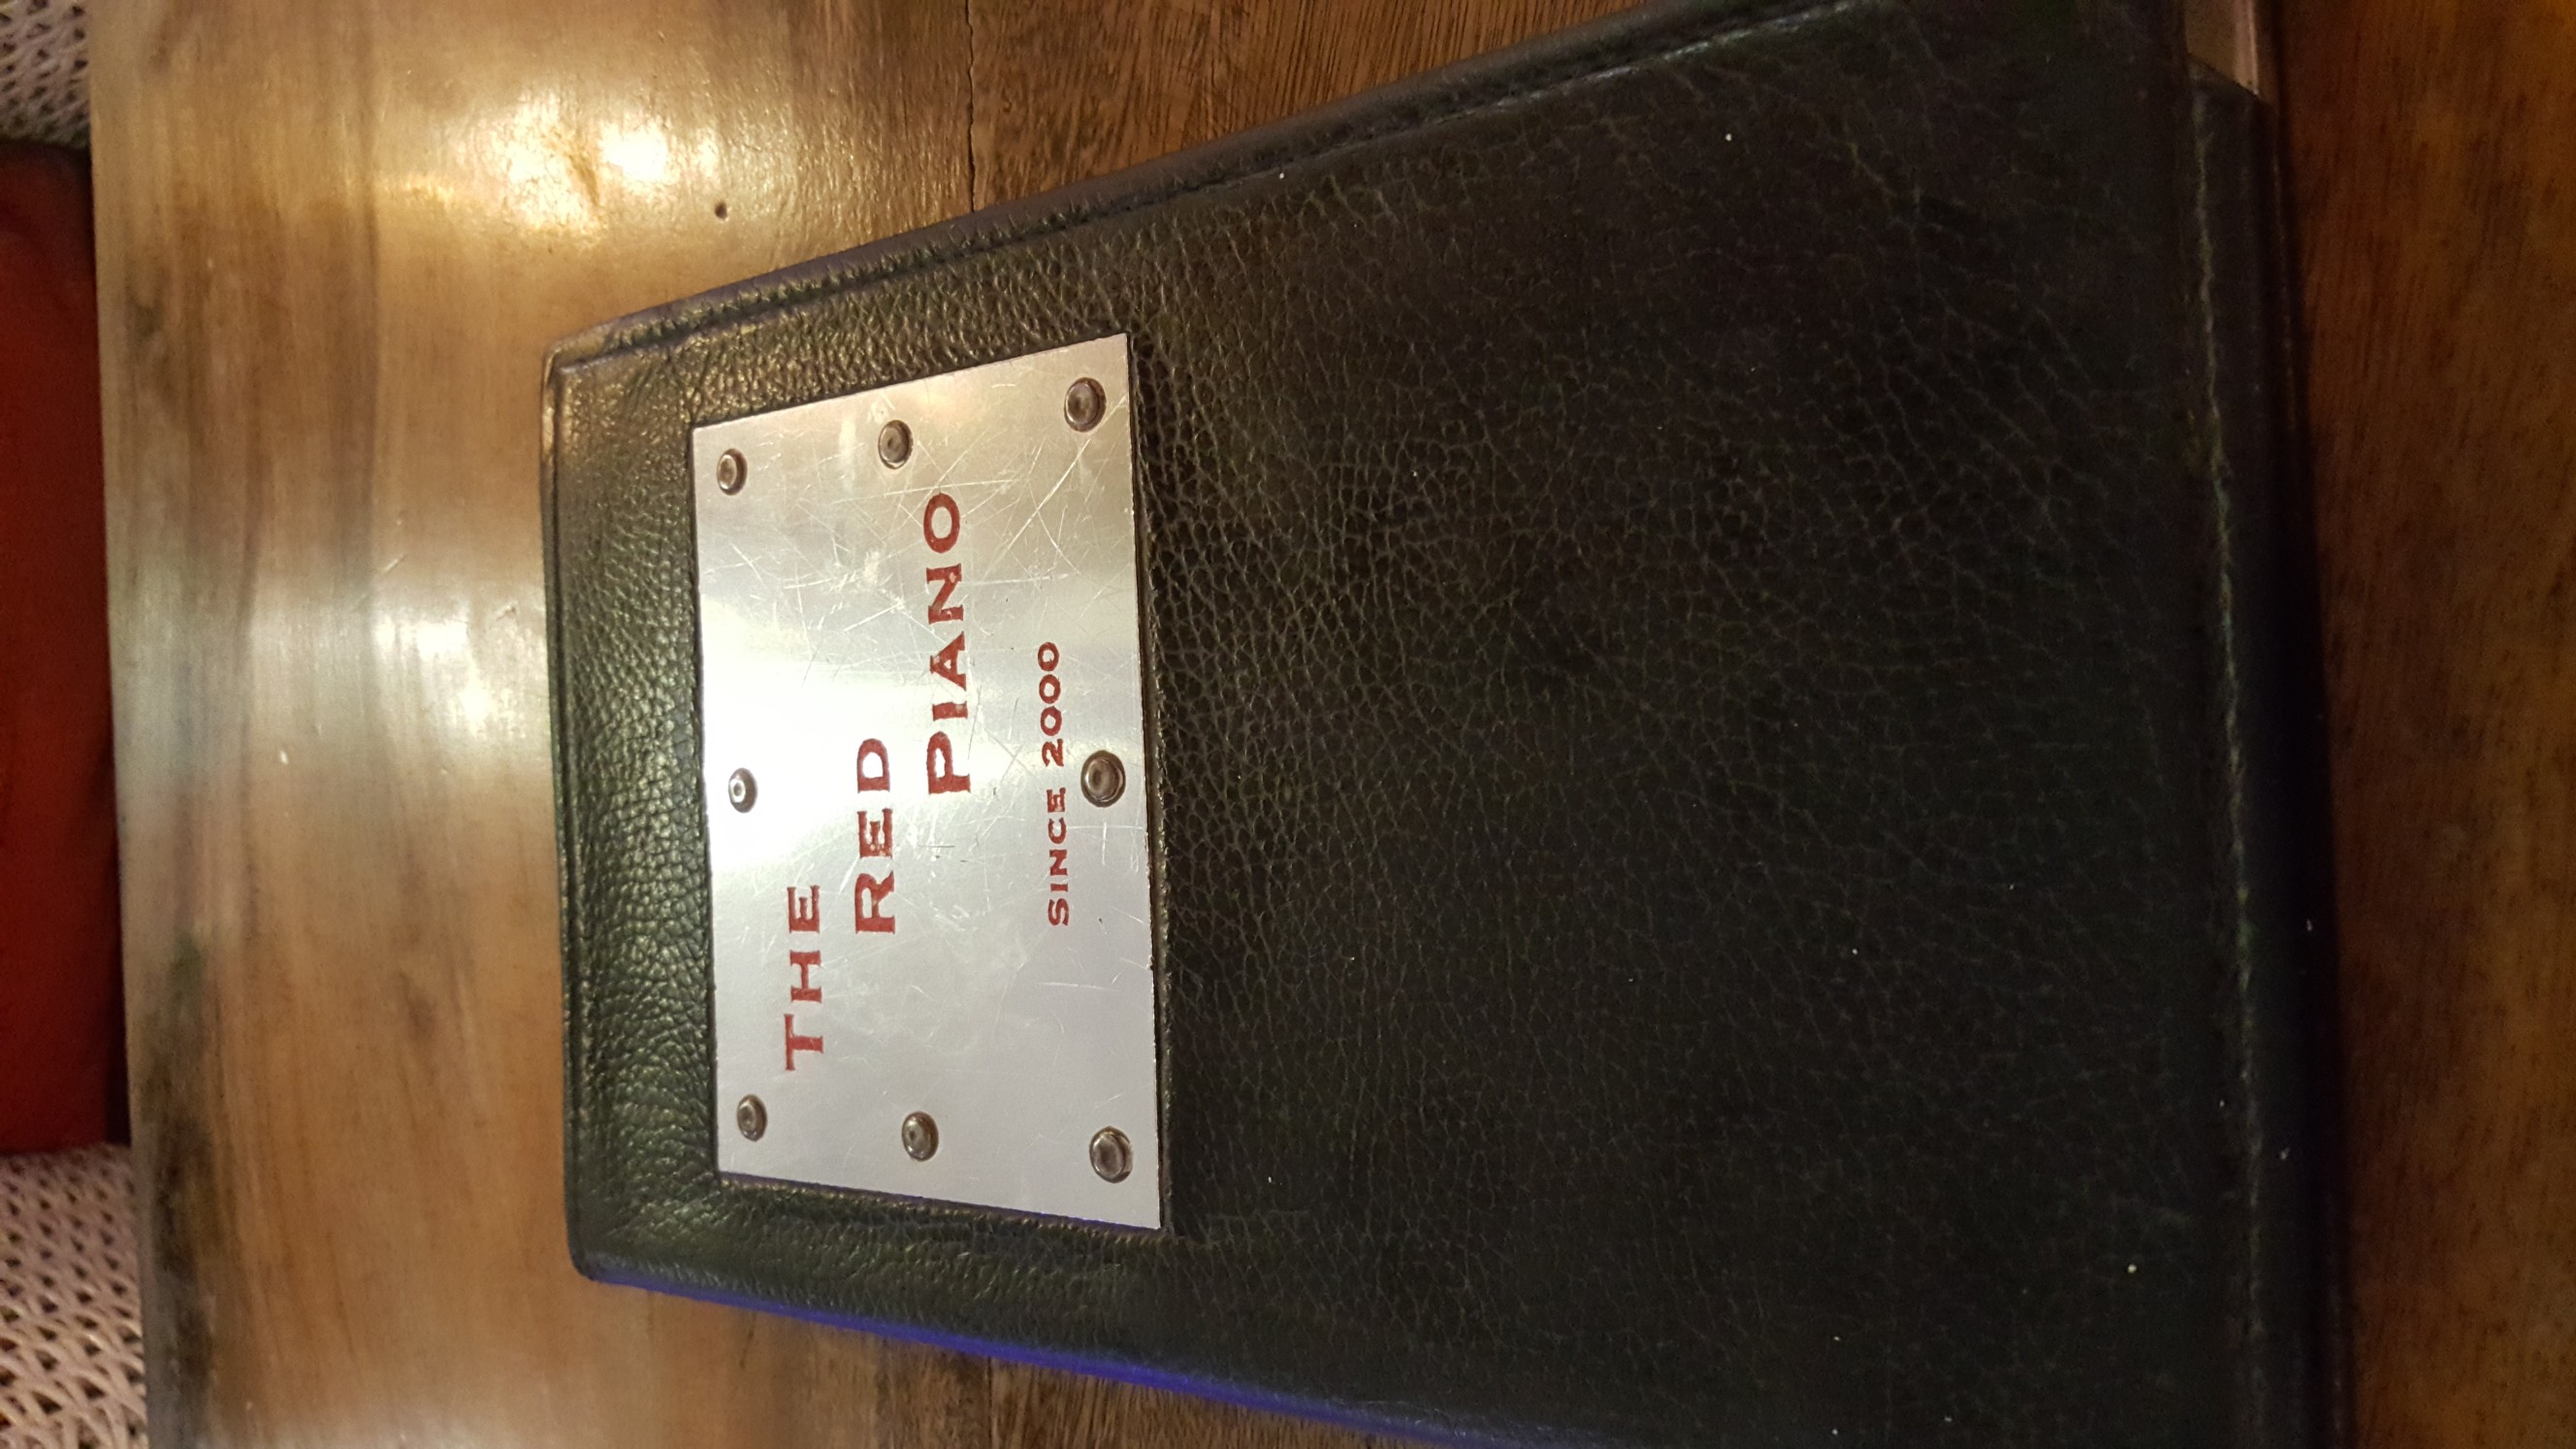 THE
RED
PIANO
SINCE 2000